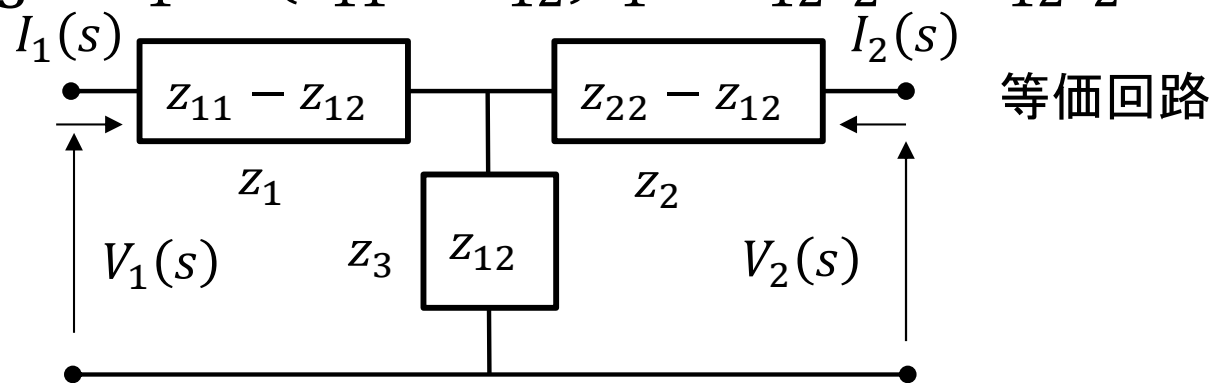 I₁(s) I₂(s)
z₁₁ − z₁₂ z₂₂ − z₁₂ 等価回路
z₁ z₂
V₁(s) z₃ z₁₂ V₂(s)